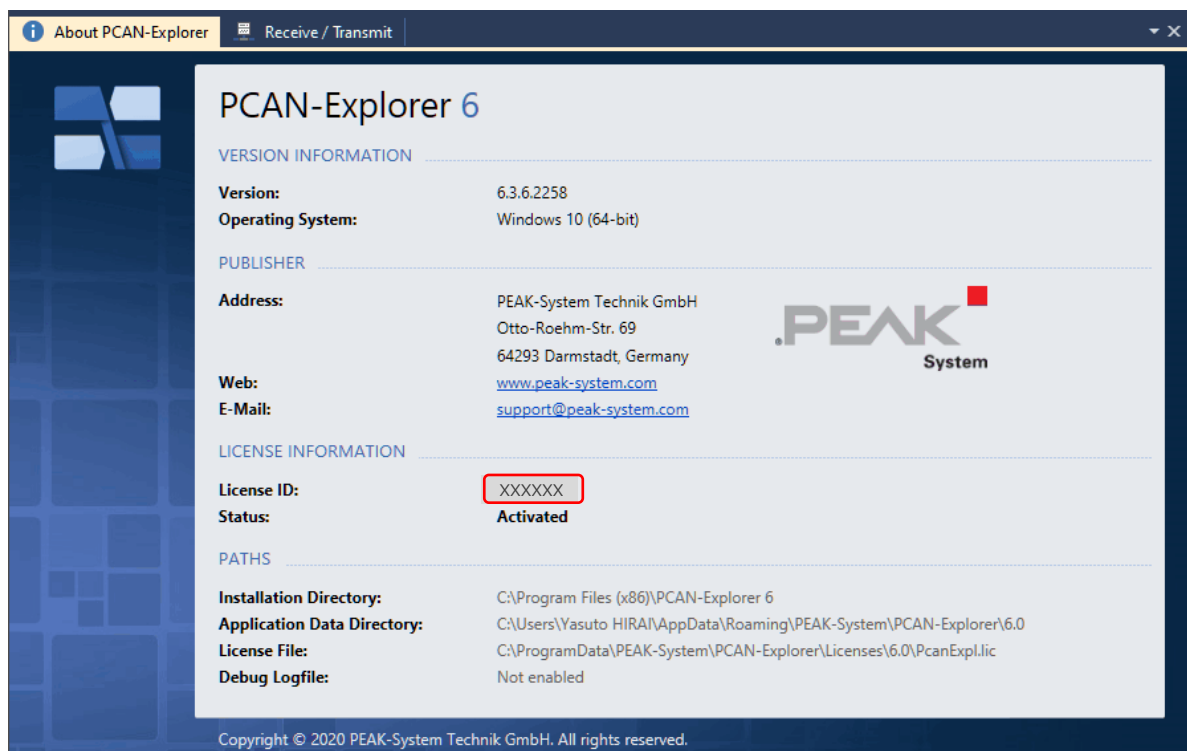 About PCAN-Explorer
Receive / Transmit
PCAN-Explorer 6
VERSION INFORMATION
Version: 6.3.6.2258
Operating System: Windows 10 (64-bit)
PUBLISHER
Address: PEAK-System Technik GmbH
Otto-Roehm-Str. 69
64293 Darmstadt, Germany
PEAK
System
Web: www.peak-system.com
E-Mail: support@peak-system.com
LICENSE INFORMATION
License ID: XXXXXX
Status: Activated
PATHS
Installation Directory: C:\Program Files (x86)\PCAN-Explorer 6
Application Data Directory: C:\Users\Yasuto HIRAI\AppData\Roaming\PEAK-System\PCAN-Explorer\6.0
License File: C:\ProgramData\PEAK-System\PCAN-Explorer\Licenses\6.0\PcanExpl.lic
Debug Logfile: Not enabled
Copyright © 2020 PEAK-System Technik GmbH. All rights reserved.